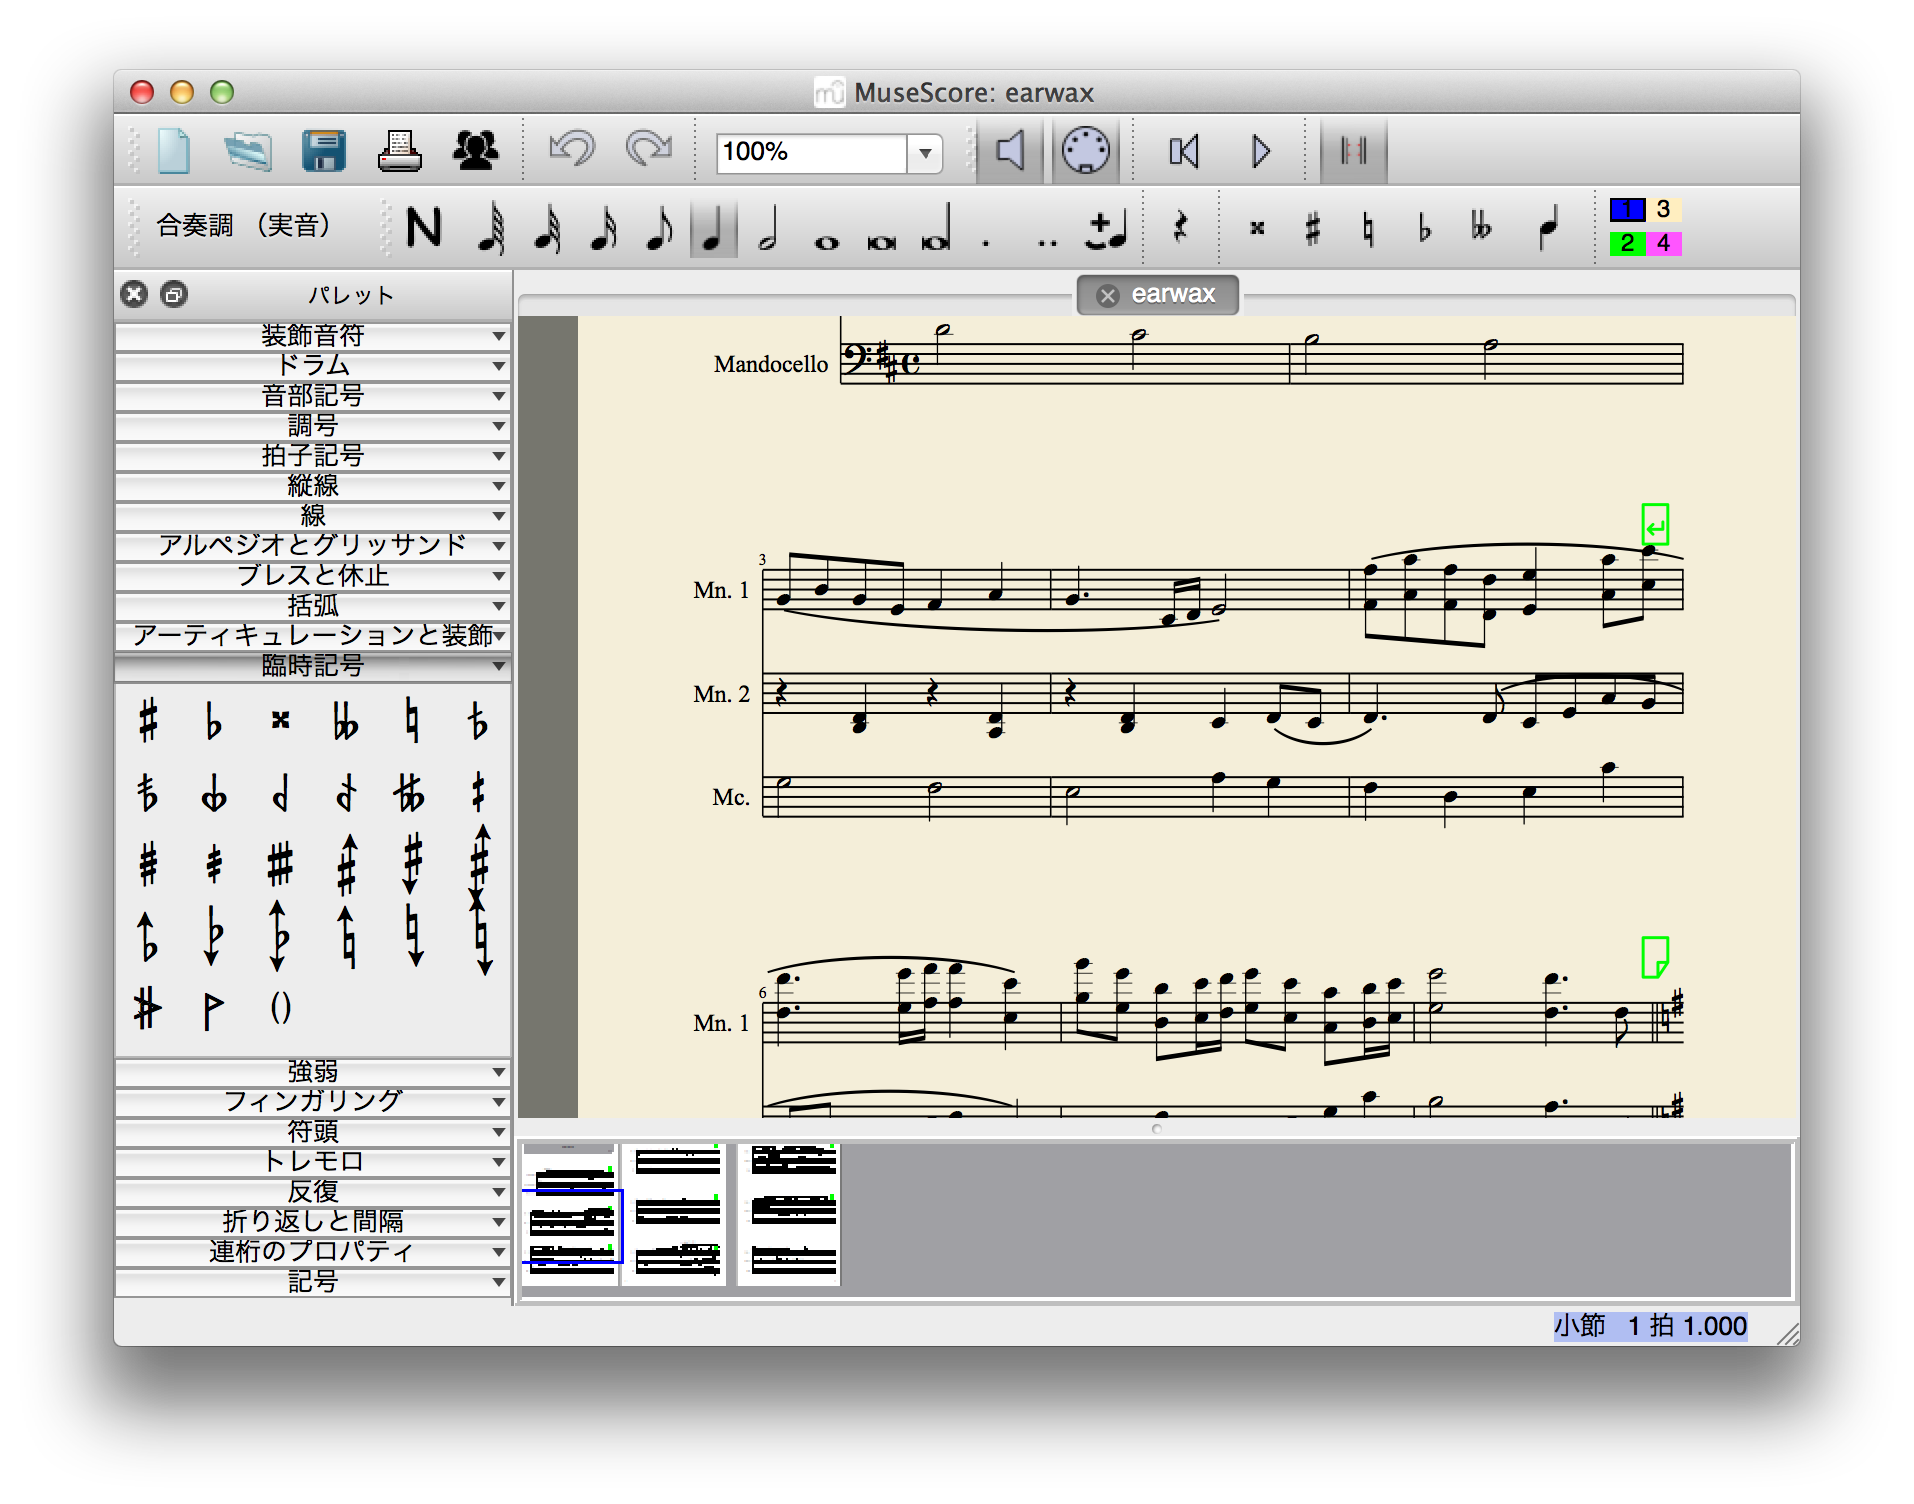 MuseScore: earwax
100%
合奏調 （実音）
N
1 3
2 4
パレット
earwax
装飾音符
ドラム
音部記号
調号
拍子記号
縦線
線
アルペジオとグリッサンド
ブレスと休止
括弧
アーティキュレーションと装飾
臨時記号
()
強弱
フィンガリング
符頭
トレモロ
反復
折り返しと間隔
連桁のプロパティ
記号
Mandocello
3
Mn. 1
Mn. 2
Mc.
6
Mn. 1
小節 1 拍 1.000